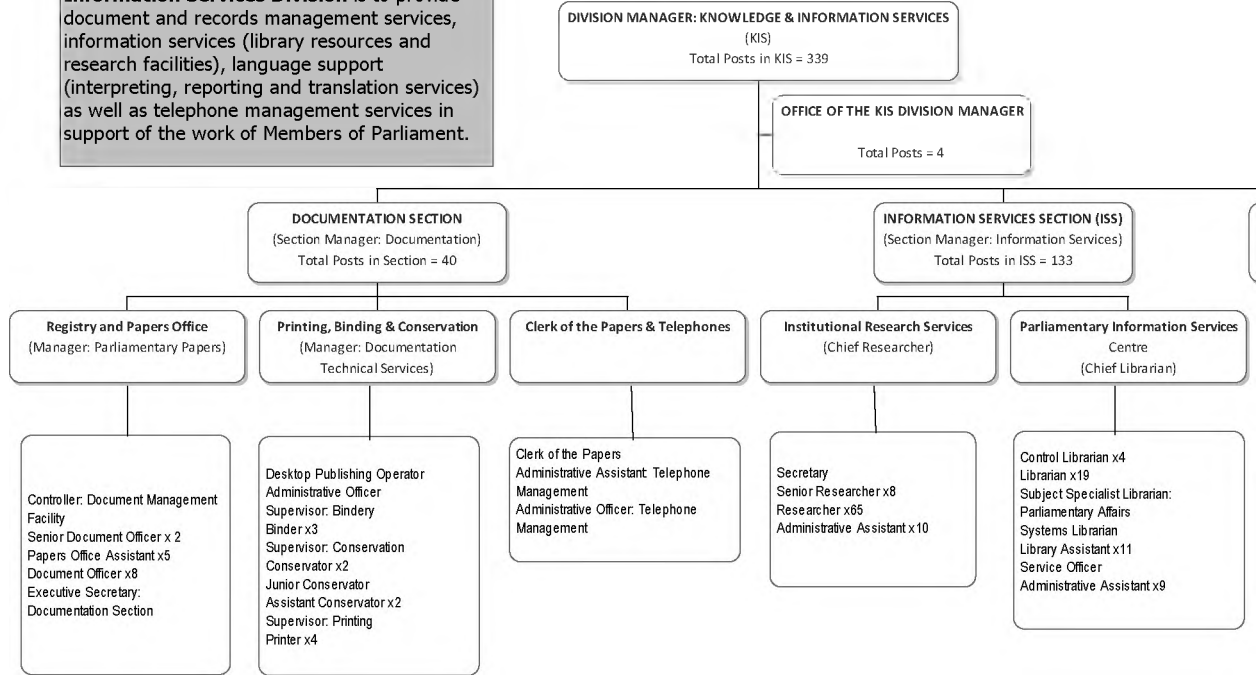 Information Services Division is to provide
document and records management services,
information services (library resources and
research facilities), language support
(interpreting, reporting and translation services)
as well as telephone management services in
support of the work of Members of Parliament.
DIVISION MANAGER: KNOWLEDGE & INFORMATION SERVICES
(KIS)
Total Posts in KIS = 339
OFFICE OF THE KIS DIVISION MANAGER
Total Posts = 4
DOCUMENTATION SECTION
(Section Manager: Documentation)
Total Posts in Section = 40
INFORMATION SERVICES SECTION (ISS)
(Section Manager: Information Services)
Total Posts in ISS = 133
Registry and Papers Office
(Manager: Parliamentary Papers)
Printing, Binding & Conservation
(Manager: Documentation
Technical Services)
Clerk of the Papers & Telephones
Institutional Research Services
(Chief Researcher)
Parliamentary Information Services
Centre
(Chief Librarian)
Controller: Document Management
Facility
Senior Document Officer x 2
Papers Office Assistant x5
Document Officer x8
Executive Secretary:
Documentation Section
Desktop Publishing Operator
Administrative Officer
Supervisor: Bindery
Binder x3
Supervisor: Conservation
Conservator x2
Junior Conservator
Assistant Conservator x2
Supervisor: Printing
Printer x4
Clerk of the Papers
Administrative Assistant: Telephone
Management
Administrative Officer: Telephone
Management
Secretary
Senior Researcher x8
Researcher x65
Administrative Assistant x10
Control Librarian x4
Librarian x19
Subject Specialist Librarian:
Parliamentary Affairs
Systems Librarian
Library Assistant x11
Service Officer
Administrative Assistant x9